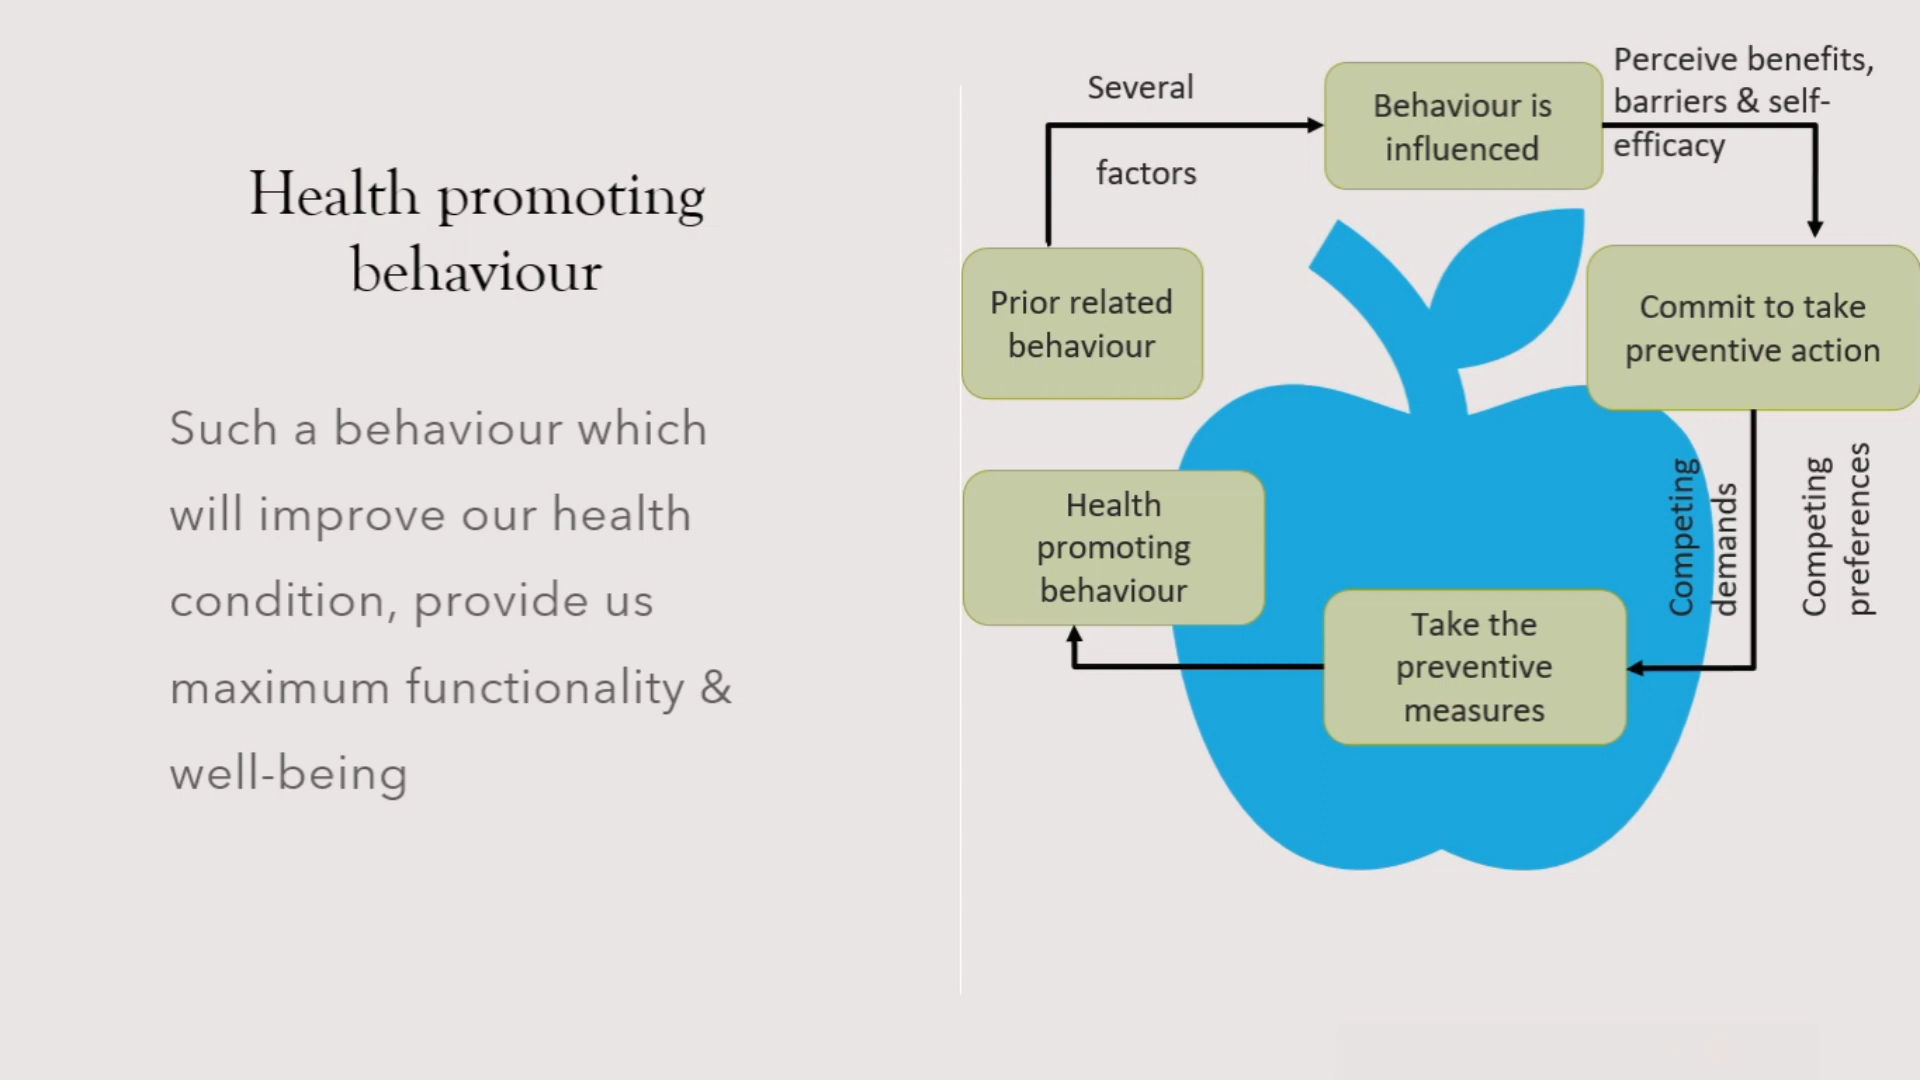 Health promoting
behaviour
Such a behaviour which
will improve our health
condition, provide us
maximum functionality &
well-being
Several
factors
Behaviour is
influenced
Perceive benefits,
barriers & self-
efficacy
Prior related
behaviour
Commit to take
preventive action
Competing
demands
Competing
preferences
Take the
preventive
measures
Health
promoting
behaviour